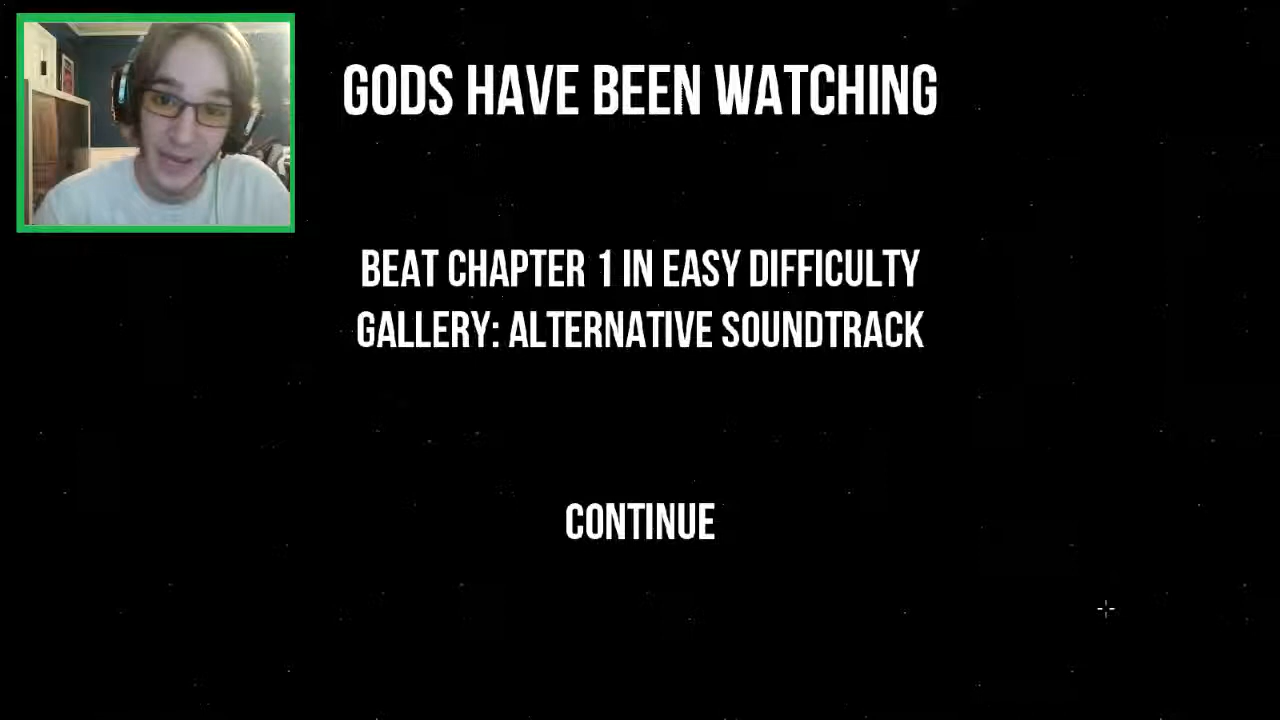 GODS HAVE BEEN WATCHING
BEAT CHAPTER 1 IN EASY DIFFICULTY
GALLERY: ALTERNATIVE SOUNDTRACK
CONTINUE